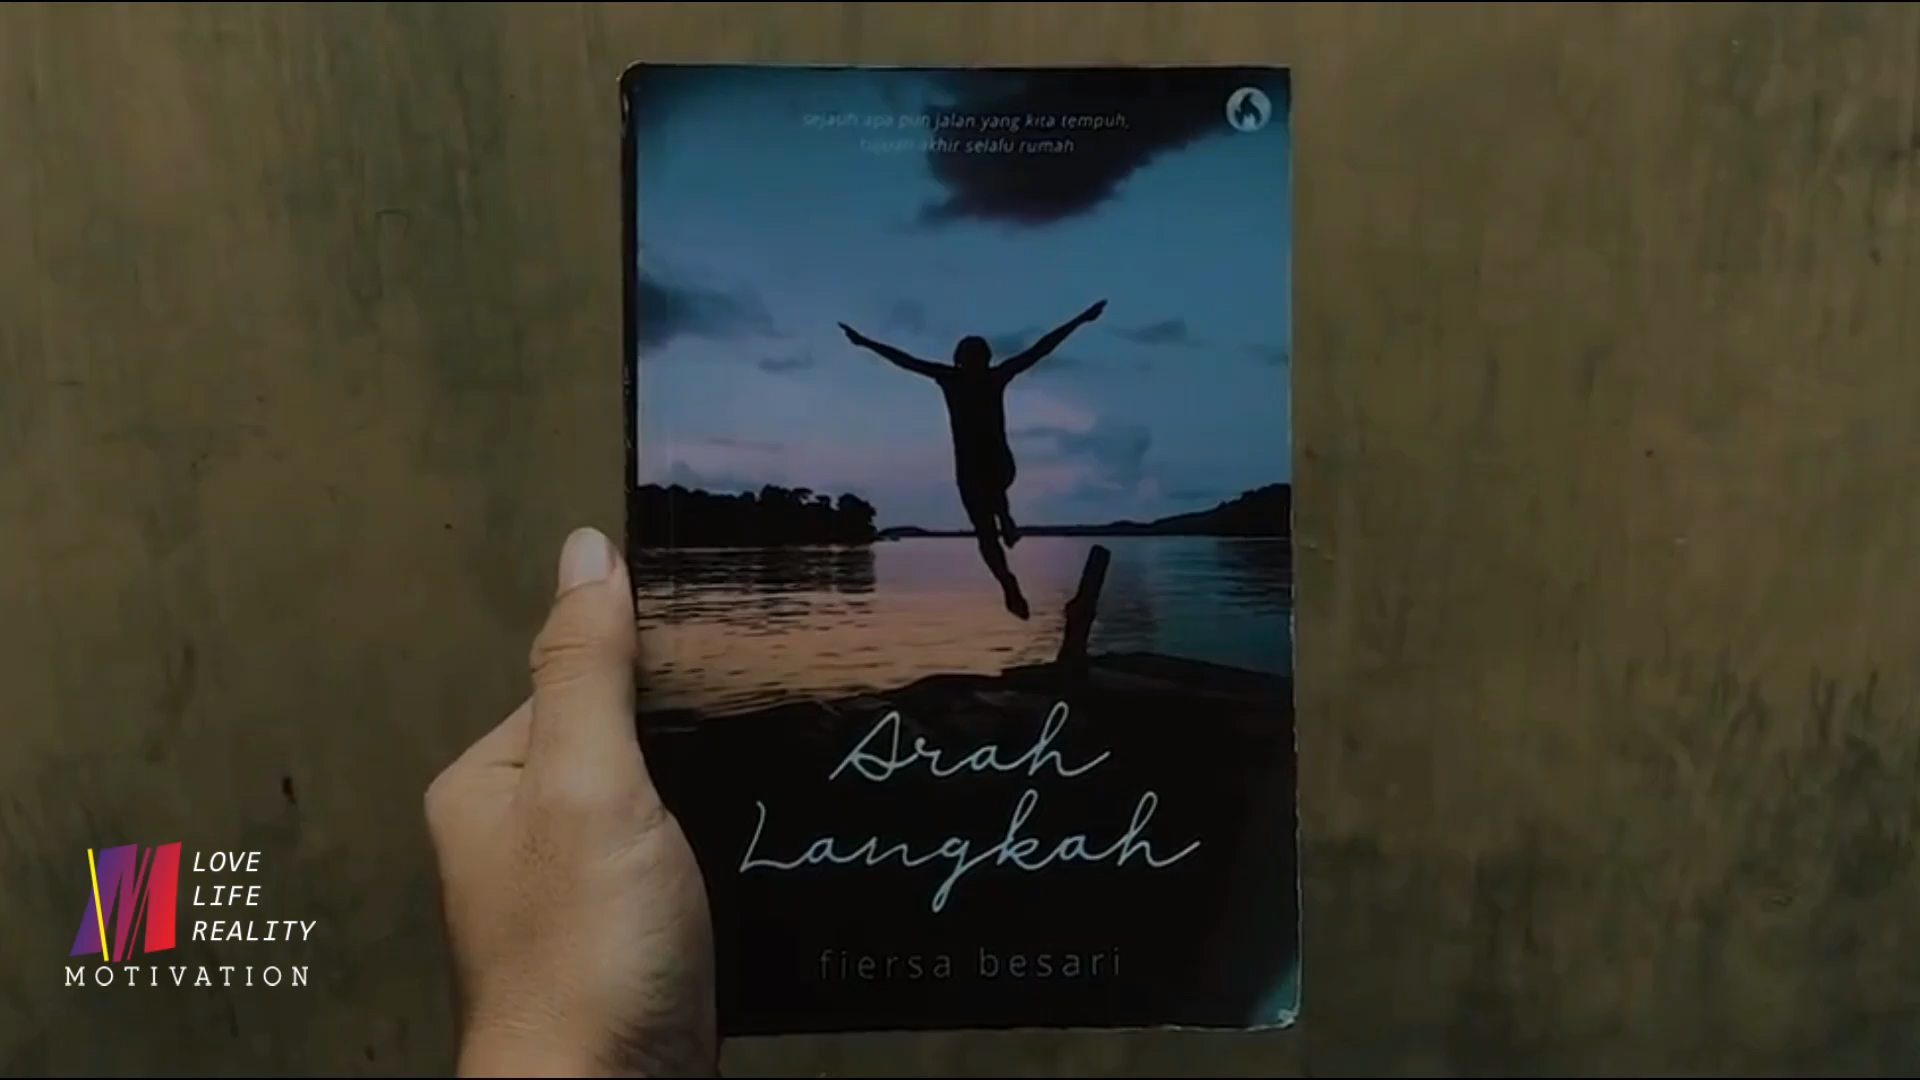 sejauh apa pun jalan yang kita tempuh,
tujuan akhir selalu rumah
Arah
Langkah
fiersa besari
LOVE
LIFE
REALITY
MOTIVATION